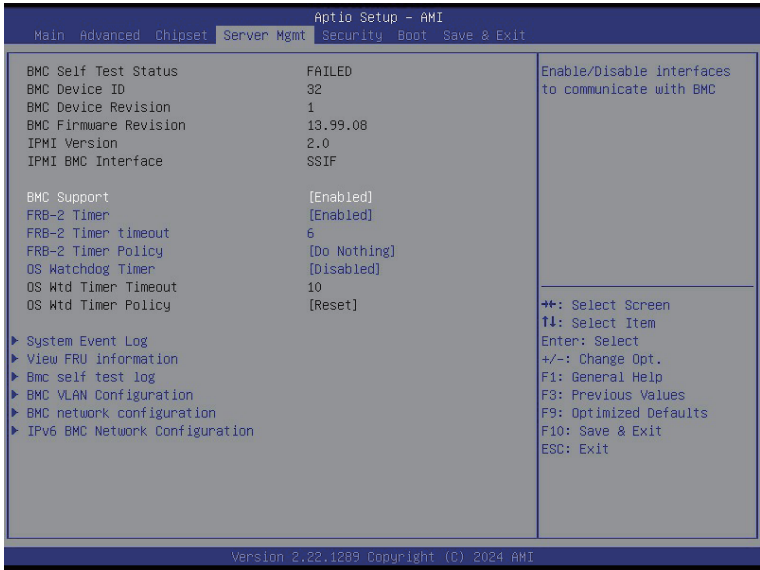 Aptio Setup - AMI
Main Advanced Chipset Server Mgmt Security Boot Save & Exit
BMC Self Test Status FAILED
BMC Device ID 32
BMC Device Revision 1
BMC Firmware Revision 13.99.08
IPMI Version 2.0
IPMI BMC Interface SSIF
BMC Support [Enabled]
FRB-2 Timer [Enabled]
FRB-2 Timer timeout 6
FRB-2 Timer Policy [Do Nothing]
OS Watchdog Timer [Disabled]
OS Wtd Timer Timeout 10
OS Wtd Timer Policy [Reset]
System Event Log
View FRU information
Bmc self test log
BMC VLAN Configuration
BMC network configuration
IPv6 BMC Network Configuration
Enable/Disable interfaces
to communicate with BMC
→←: Select Screen
↑↓: Select Item
Enter: Select
+/-: Change Opt.
F1: General Help
F3: Previous Values
F9: Optimized Defaults
F10: Save & Exit
ESC: Exit
Version 2.22.1289 Copyright (C) 2024 AMI